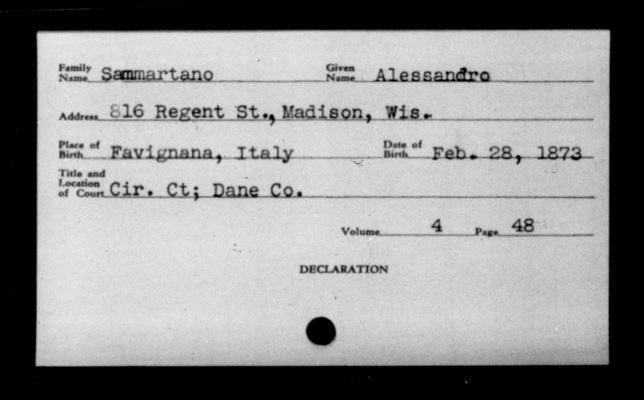 Family Name Sammartano Given Name Alessandro
Address 816 Regent St., Madison, Wis.
Place of Birth Favignana, Italy Date of Birth Feb. 28, 1873
Title and Location of Court Cir. Ct; Dane Co.
Volume 4 Page 48
DECLARATION